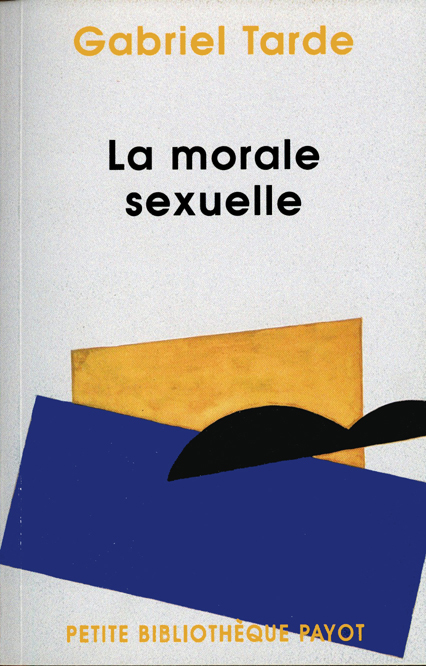 Gabriel Tarde
La morale
sexuelle
PETITE BIBLIOTHÈQUE PAYOT